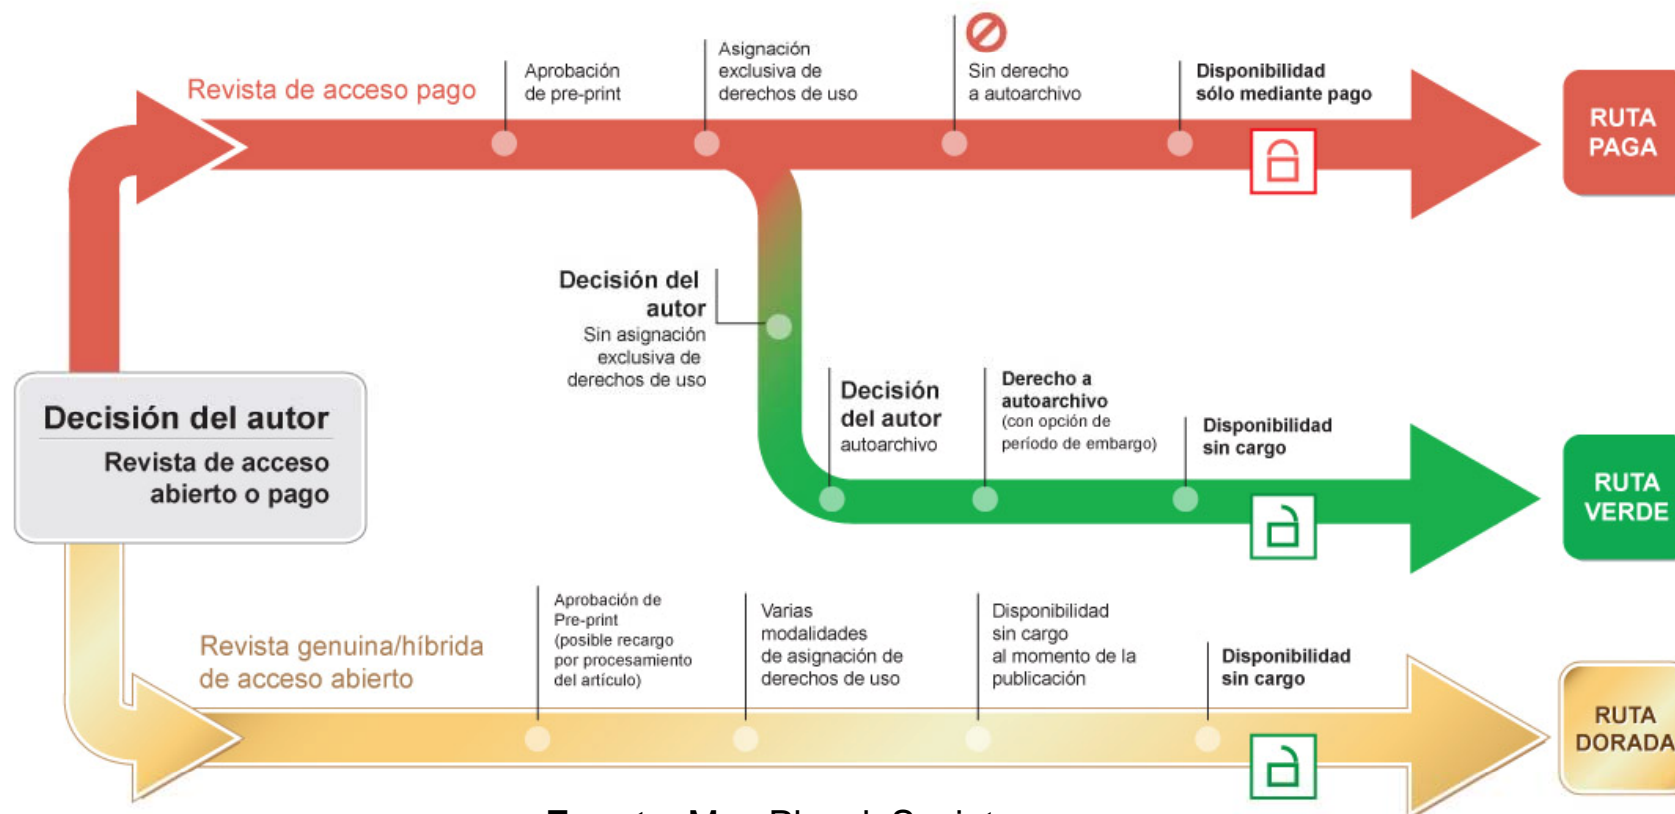 Revista de acceso pago
Aprobación
de pre-print
Asignación
exclusiva de
derechos de uso
Sin derecho
a autoarchivo
Disponibilidad
sólo mediante pago
RUTA
PAGA
Decisión del
autor
Sin asignación
exclusiva de
derechos de uso
Decisión
del autor
autoarchivo
Derecho a
autoarchivo
(con opción de
período de embargo)
Disponibilidad
sin cargo
RUTA
VERDE
Decisión del autor
Revista de acceso
abierto o pago
Revista genuina/híbrida
de acceso abierto
Aprobación de
Pre-print
(posible recargo
por procesamiento
del artículo)
Varias
modalidades
de asignación de
derechos de uso
Disponibilidad
sin cargo
al momento de la
publicación
Disponibilidad
sin cargo
RUTA
DORADA